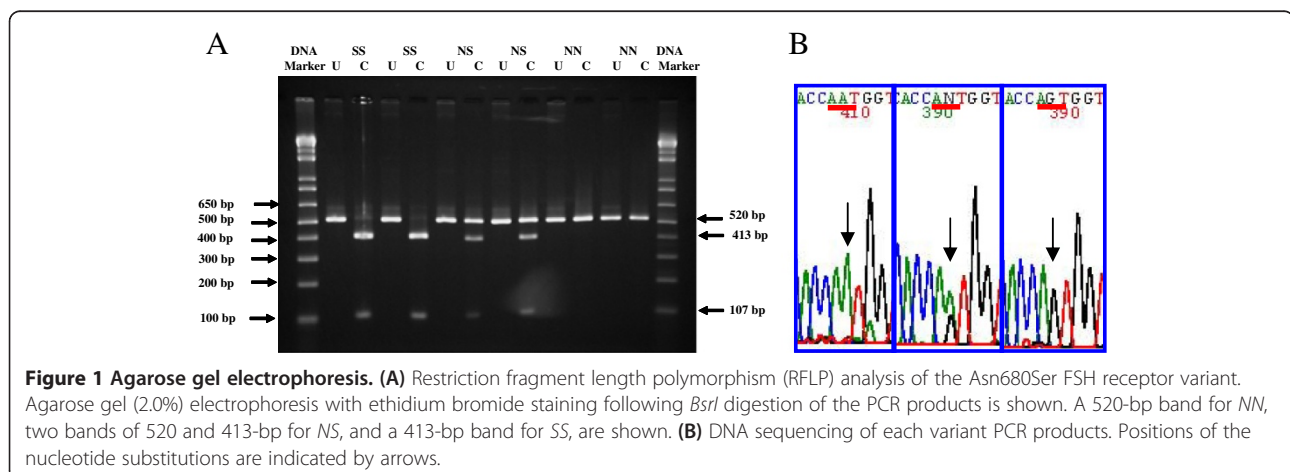 A
DNA SS SS NS NS NN NN DNA
Marker U C U C U C U C U C U C Marker
650 bp
500 bp
400 bp
300 bp
200 bp
100 bp
520 bp
413 bp
107 bp
B
ACCAATGGT CACCANTGGT ACCAGTGGT
410 390 390
Figure 1 Agarose gel electrophoresis. (A) Restriction fragment length polymorphism (RFLP) analysis of the Asn680Ser FSH receptor variant.
Agarose gel (2.0%) electrophoresis with ethidium bromide staining following BsrI digestion of the PCR products is shown. A 520-bp band for NN,
two bands of 520 and 413-bp for NS, and a 413-bp band for SS, are shown. (B) DNA sequencing of each variant PCR products. Positions of the
nucleotide substitutions are indicated by arrows.